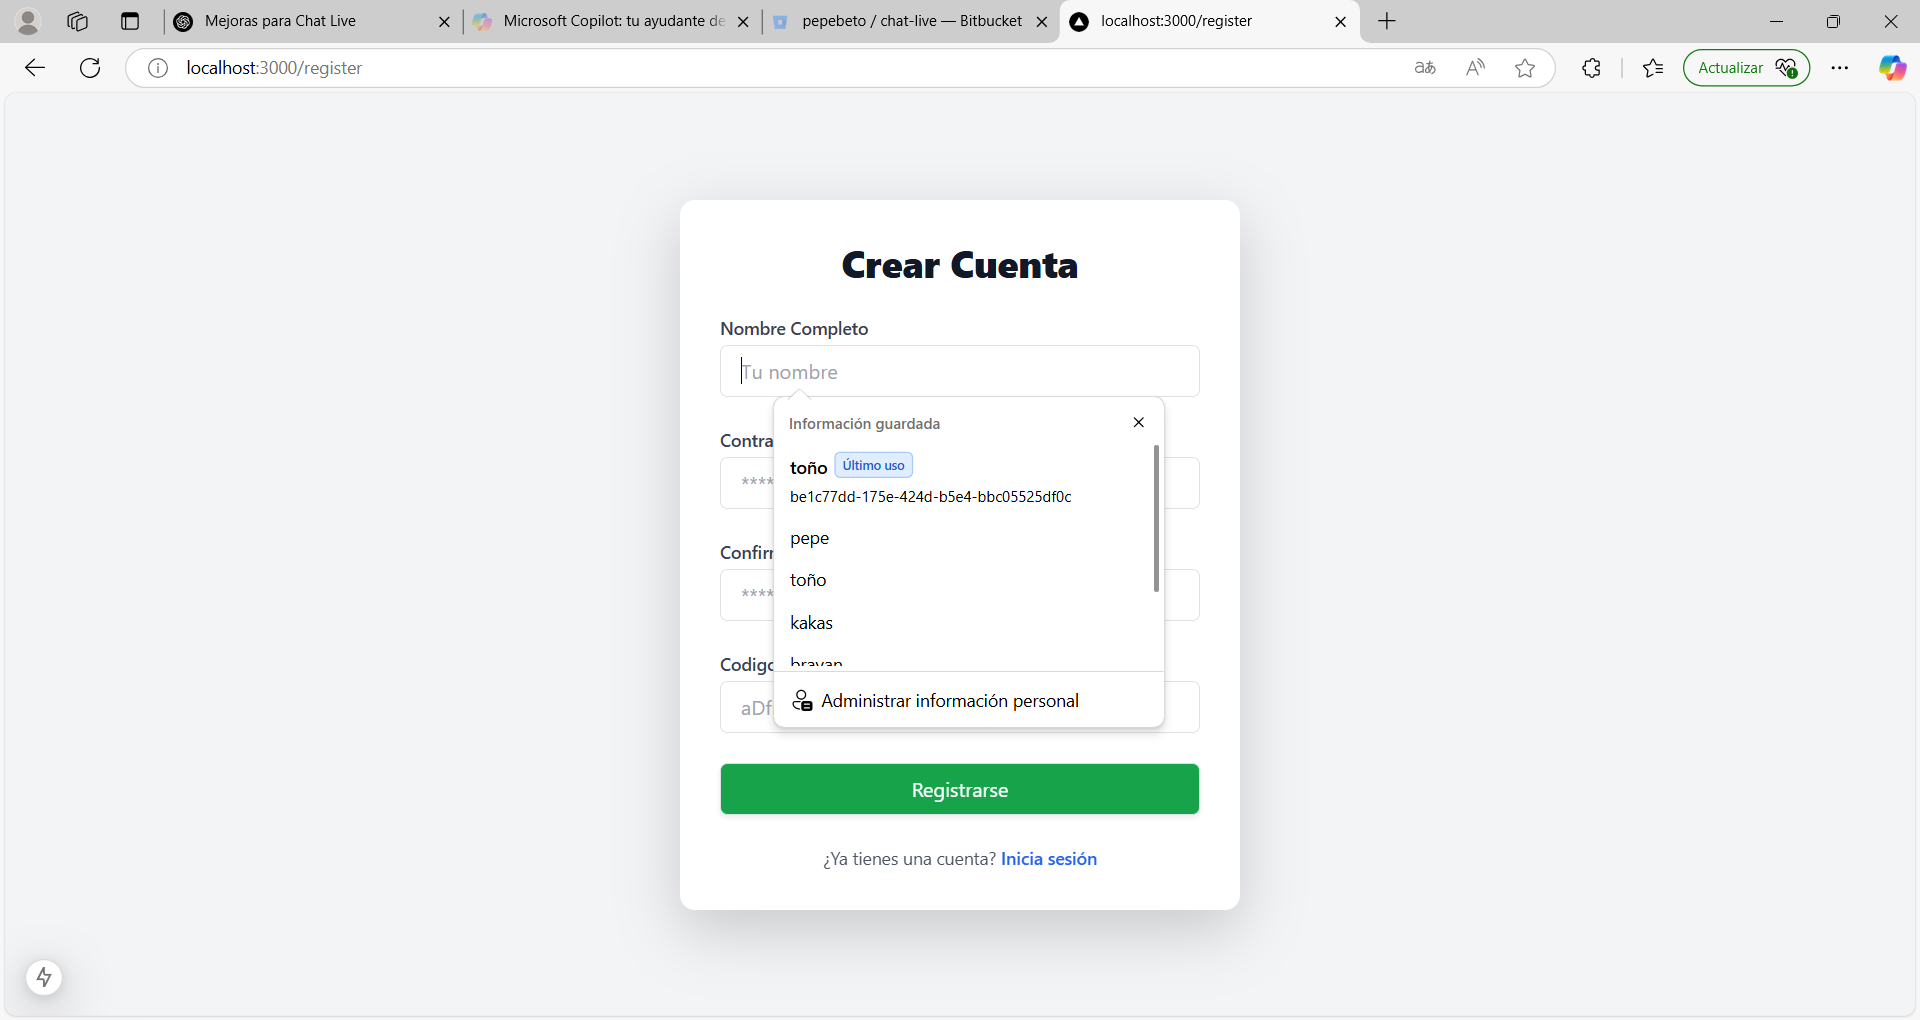 Mejoras para Chat Live
Microsoft Copilot: tu ayudante de
pepebeto / chat-live — Bitbucket
localhost:3000/register
localhost:3000/register
Actualizar
Crear Cuenta
Nombre Completo
Tu nombre
Información guardada
Contra
toño Último uso
****
be1c77dd-175e-424d-b5e4-bbc05525df0c
pepe
Confirm
toño
****
kakas
Codigo
brayan
Administrar información personal
aDf
Registrarse
¿Ya tienes una cuenta? Inicia sesión